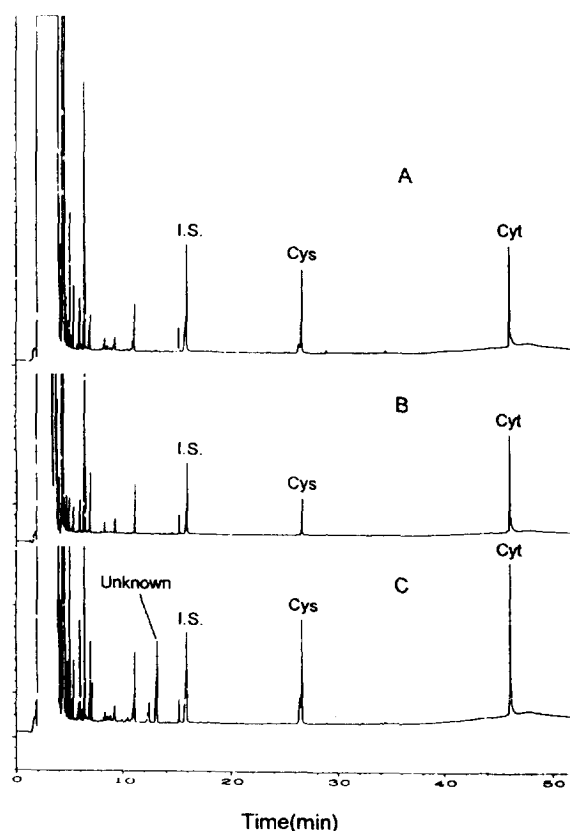 A
I.S.
Cys
Cyt
B
I.S.
Cys
Cyt
Unknown
I.S.
Cys
C
Cyt
0 10 20 30 40 50
Time(min)